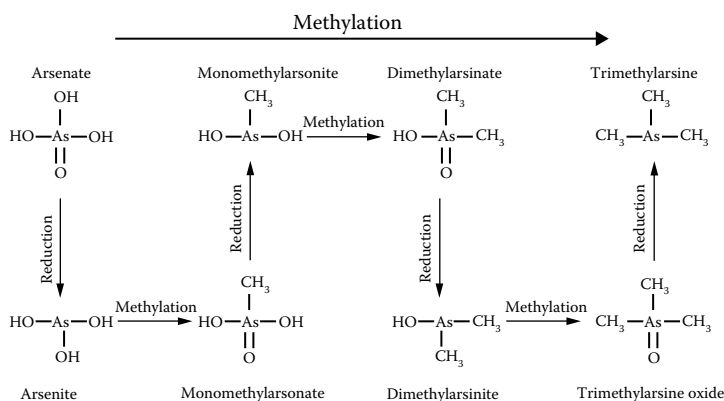 Methylation
Arsenate Monomethylarsonite Dimethylarsinate Trimethylarsine
OH CH3 CH3 CH3
Methylation
HO As OH HO As OH HO As CH3 CH3 As CH3
O O
Reduction Reduction Reduction Reduction
CH3 CH3
Methylation Methylation
HO As OH HO As OH HO As CH3 CH3 As CH3
OH O CH3 O
Arsenite Monomethylarsonate Dimethylarsinite Trimethylarsine oxide